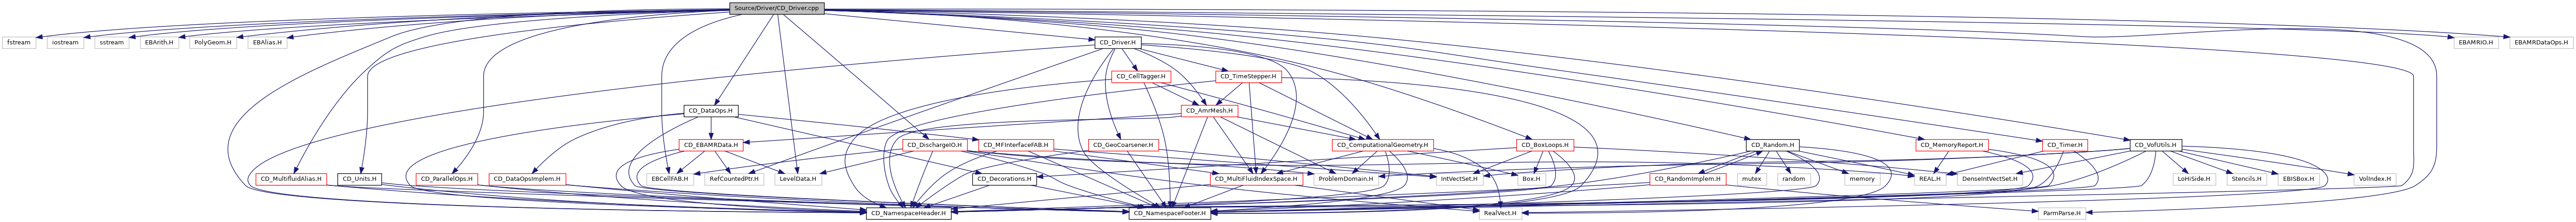 Source/Driver/CD_Driver.cpp
fstream
iostream
sstream
EBArith.H
PolyGeom.H
EBAlias.H
CD_Driver.H
EBAMRIO.H
EBAMRDataOps.H
CD_CellTagger.H
CD_TimeStepper.H
CD_DataOps.H
CD_AmrMesh.H
CD_EBAMRData.H
CD_DischargeIO.H
CD_MFInterfaceFAB.H
CD_GeoCoarsener.H
CD_ComputationalGeometry.H
CD_BoxLoops.H
CD_Random.H
CD_MemoryReport.H
CD_Timer.H
CD_VofUtils.H
CD_MultifluidAlias.H
CD_Units.H
CD_ParallelOps.H
CD_DataOpsImplem.H
EBCellFAB.H
RefCountedPtr.H
LevelData.H
CD_Decorations.H
CD_MultiFluidIndexSpace.H
ProblemDomain.H
IntVectSet.H
Box.H
CD_RandomImplem.H
mutex
random
memory
REAL.H
DenseIntVectSet.H
LoHiSide.H
Stencils.H
EBISBox.H
VolIndex.H
CD_NamespaceHeader.H
CD_NamespaceFooter.H
RealVect.H
ParmParse.H